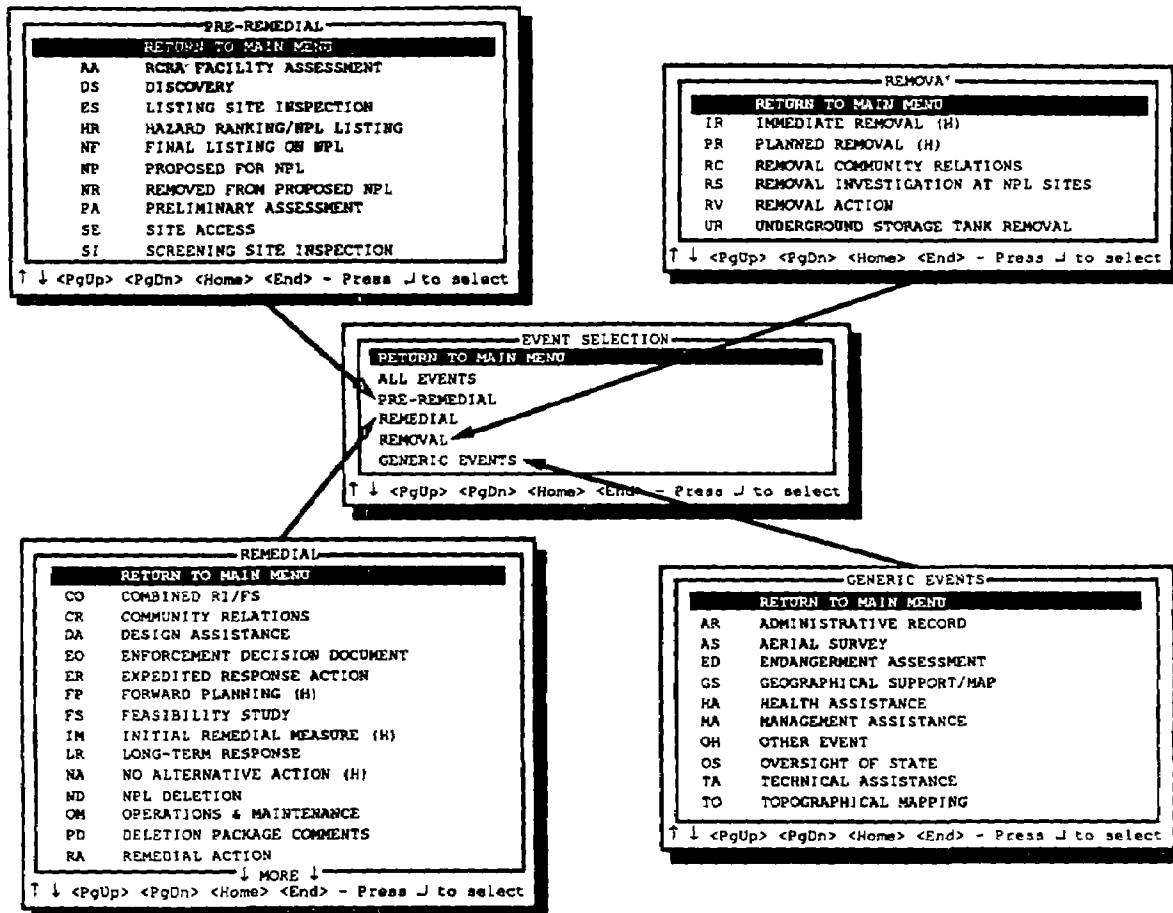 PRE-REMEDIAL
RETURN TO MAIN MENU
AA RCRA FACILITY ASSESSMENT
DS DISCOVERY
ES LISTING SITE INSPECTION
HR HAZARD RANKING/NPL LISTING
NF FINAL LISTING ON NPL
NP PROPOSED FOR NPL
NR REMOVED FROM PROPOSED NPL
PA PRELIMINARY ASSESSMENT
SE SITE ACCESS
SI SCREENING SITE INSPECTION
↑ ↓ <PgUp> <PgDn> <Home> <End> - Press ┘ to select
REMOVA'
RETURN TO MAIN MENU
IR IMMEDIATE REMOVAL (H)
PR PLANNED REMOVAL (H)
RC REMOVAL COMMUNITY RELATIONS
RS REMOVAL INVESTIGATION AT NPL SITES
RV REMOVAL ACTION
UR UNDERGROUND STORAGE TANK REMOVAL
↑ ↓ <PgUp> <PgDn> <Home> <End> - Press ┘ to select
EVENT SELECTION
RETURN TO MAIN MENU
ALL EVENTS
PRE-REMEDIAL
REMEDIAL
REMOVAL
GENERIC EVENTS
↑ ↓ <PgUp> <PgDn> <Home> <End> - Press ┘ to select
REMEDIAL
RETURN TO MAIN MENU
CO COMBINED RI/FS
CR COMMUNITY RELATIONS
DA DESIGN ASSISTANCE
EO ENFORCEMENT DECISION DOCUMENT
ER EXPEDITED RESPONSE ACTION
FP FORWARD PLANNING (H)
FS FEASIBILITY STUDY
IM INITIAL REMEDIAL MEASURE (H)
LR LONG-TERM RESPONSE
NA NO ALTERNATIVE ACTION (H)
ND NPL DELETION
OM OPERATIONS & MAINTENANCE
PD DELETION PACKAGE COMMENTS
RA REMEDIAL ACTION
↓ MORE ↓
↑ ↓ <PgUp> <PgDn> <Home> <End> - Press ┘ to select
GENERIC EVENTS
RETURN TO MAIN MENU
AR ADMINISTRATIVE RECORD
AS AERIAL SURVEY
ED ENDANGERMENT ASSESSMENT
GS GEOGRAPHICAL SUPPORT/MAP
HA HEALTH ASSISTANCE
MA MANAGEMENT ASSISTANCE
OH OTHER EVENT
OS OVERSIGHT OF STATE
TA TECHNICAL ASSISTANCE
TO TOPOGRAPHICAL MAPPING
↑ ↓ <PgUp> <PgDn> <Home> <End> - Press ┘ to select